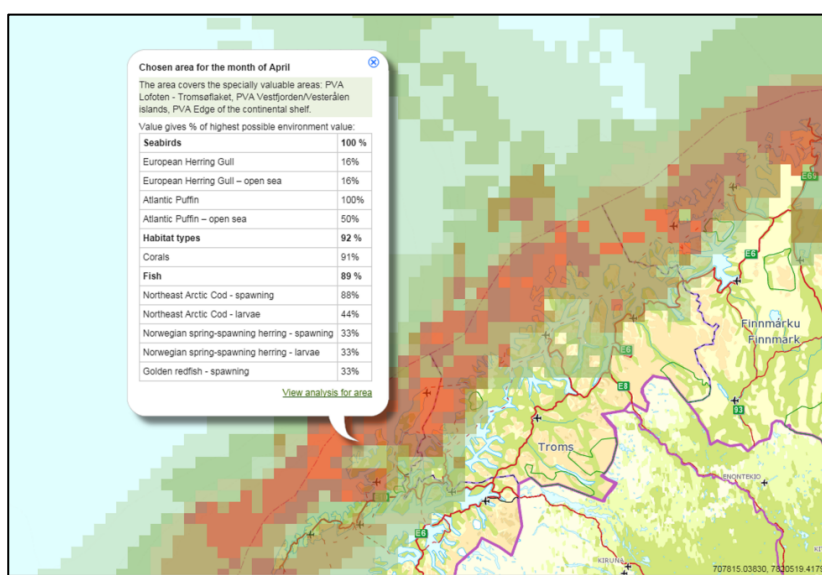 Chosen area for the month of April
The area covers the specially valuable areas: PVA
Lofoten - Tromsøflaket, PVA Vestfjorden/Vesterålen
islands, PVA Edge of the continental shelf.
Value gives % of highest possible environment value:
Seabirds 100 %
European Herring Gull 16%
European Herring Gull – open sea 16%
Atlantic Puffin 100%
Atlantic Puffin – open sea 50%
Habitat types 92 %
Corals 91%
Fish 89 %
Northeast Arctic Cod - spawning 88%
Northeast Arctic Cod - larvae 44%
Norwegian spring-spawning herring - spawning 33%
Norwegian spring-spawning herring - larvae 33%
Golden redfish - spawning 33%
View analysis for area
E69
E6
Finnmárku
Finnmark
E6
E8
93
Troms
ENONTEKIÖ
E6
KIRUNA